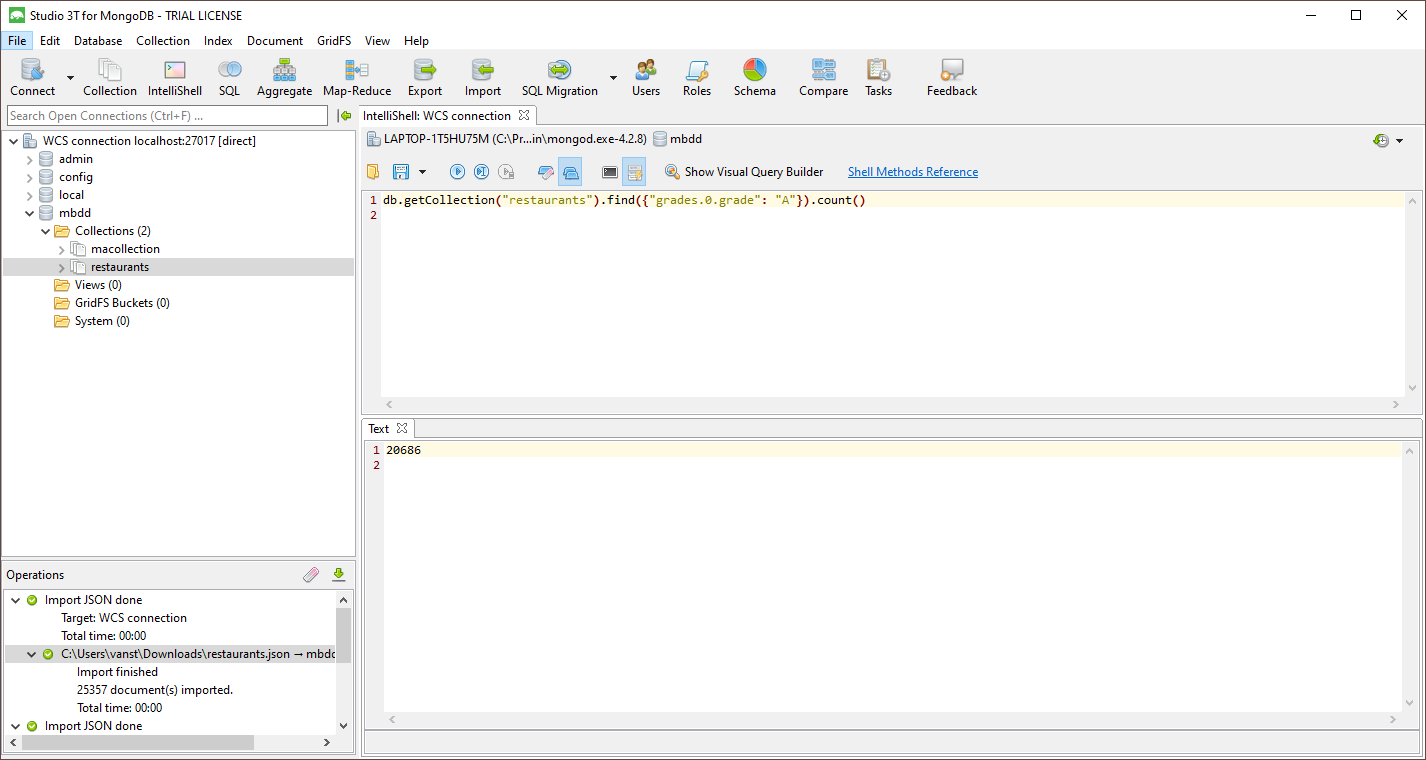 Studio 3T for MongoDB - TRIAL LICENSE
File Edit Database Collection Index Document GridFS View Help
Connect Collection IntelliShell SQL Aggregate Map-Reduce Export Import SQL Migration Users Roles Schema Compare Tasks Feedback
Search Open Connections (Ctrl+F) ...
WCS connection localhost:27017 [direct]
admin
config
local
mbdd
Collections (2)
macollection
restaurants
Views (0)
GridFS Buckets (0)
System (0)
Operations
Import JSON done
Target: WCS connection
Total time: 00:00
C:\Users\vanst\Downloads\restaurants.json → mbdd
Import finished
25357 document(s) imported.
Total time: 00:00
Import JSON done
IntelliShell: WCS connection
LAPTOP-1T5HU75M (C:\Pr...in\mongod.exe-4.2.8) mbdd
Show Visual Query Builder Shell Methods Reference
1 db.getCollection("restaurants").find({"grades.0.grade": "A"}).count()
2
Text
1 20686
2